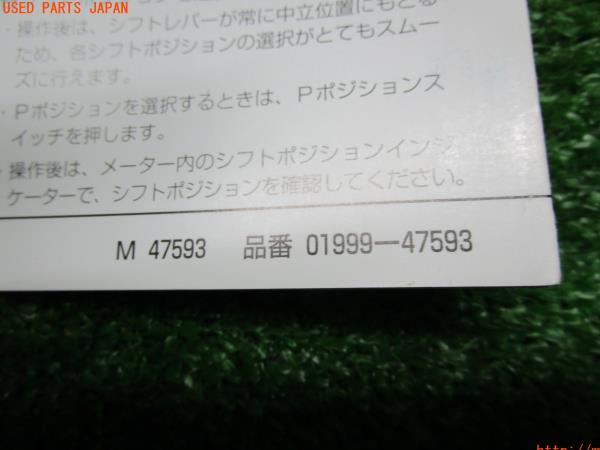 USED PARTS JAPAN
・操作後は、シフトレバーが常に中立位置にもどる
ため、各シフトポジションの選択がとてもスムー
ズに行えます。
・Pポジションを選択するときは、Pポジションス
イッチを押します。
・操作後は、メーター内のシフトポジションインジ
ケーターで、シフトポジションを確認してください。
M 47593 品番 01999—47593